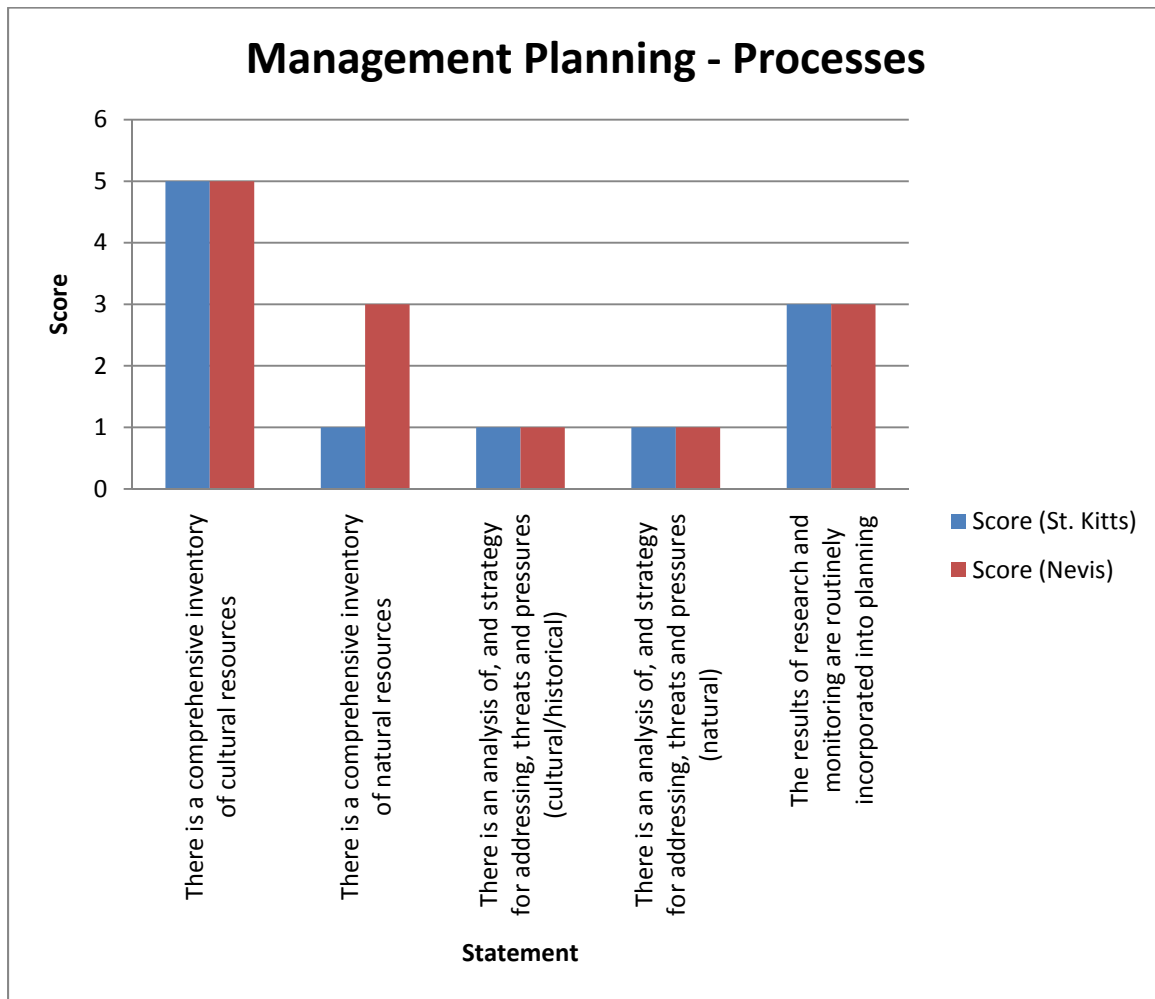 Management Planning - Processes
6
5
4
3
2
1
0
Score
There is a comprehensive inventory
of cultural resources
There is a comprehensive inventory
of natural resources
There is an analysis of, and strategy
for addressing, threats and pressures
(cultural/historical)
There is an analysis of, and strategy
for addressing, threats and pressures
(natural)
The results of research and
monitoring are routinely
incorporated into planning
Statement
Score (St. Kitts)
Score (Nevis)